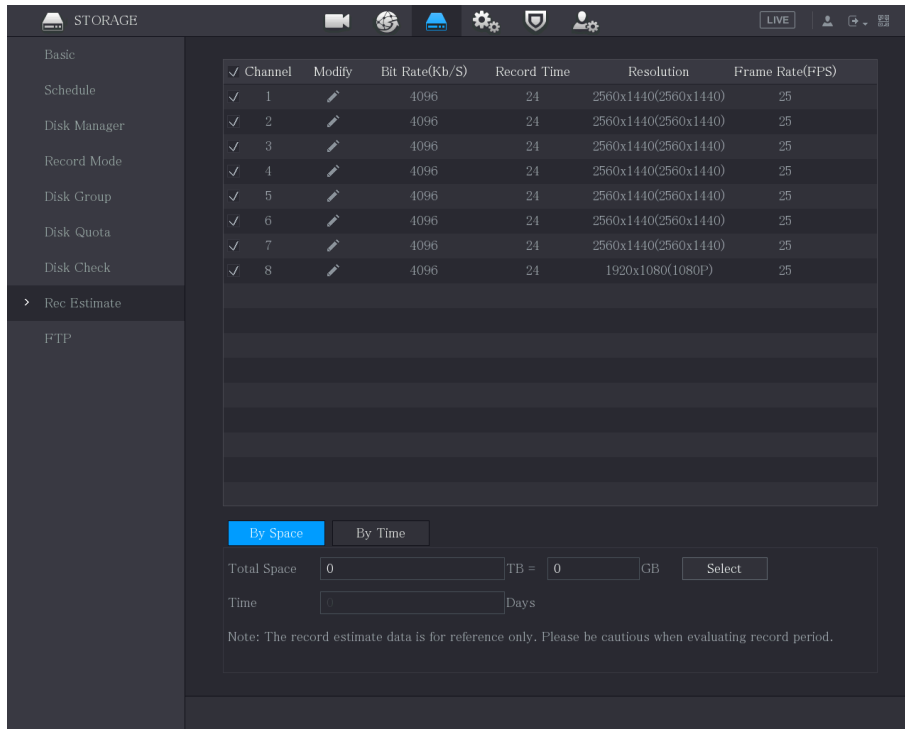 STORAGE LIVE
Basic
Schedule
Disk Manager
Record Mode
Disk Group
Disk Quota
Disk Check
Rec Estimate
FTP
Channel Modify Bit Rate(Kb/S) Record Time Resolution Frame Rate(FPS)
1 4096 24 2560x1440(2560x1440) 25
2 4096 24 2560x1440(2560x1440) 25
3 4096 24 2560x1440(2560x1440) 25
4 4096 24 2560x1440(2560x1440) 25
5 4096 24 2560x1440(2560x1440) 25
6 4096 24 2560x1440(2560x1440) 25
7 4096 24 2560x1440(2560x1440) 25
8 4096 24 1920x1080(1080P) 25
By Space By Time
Total Space 0 TB = 0 GB Select
Time 0 Days
Note: The record estimate data is for reference only. Please be cautious when evaluating record period.